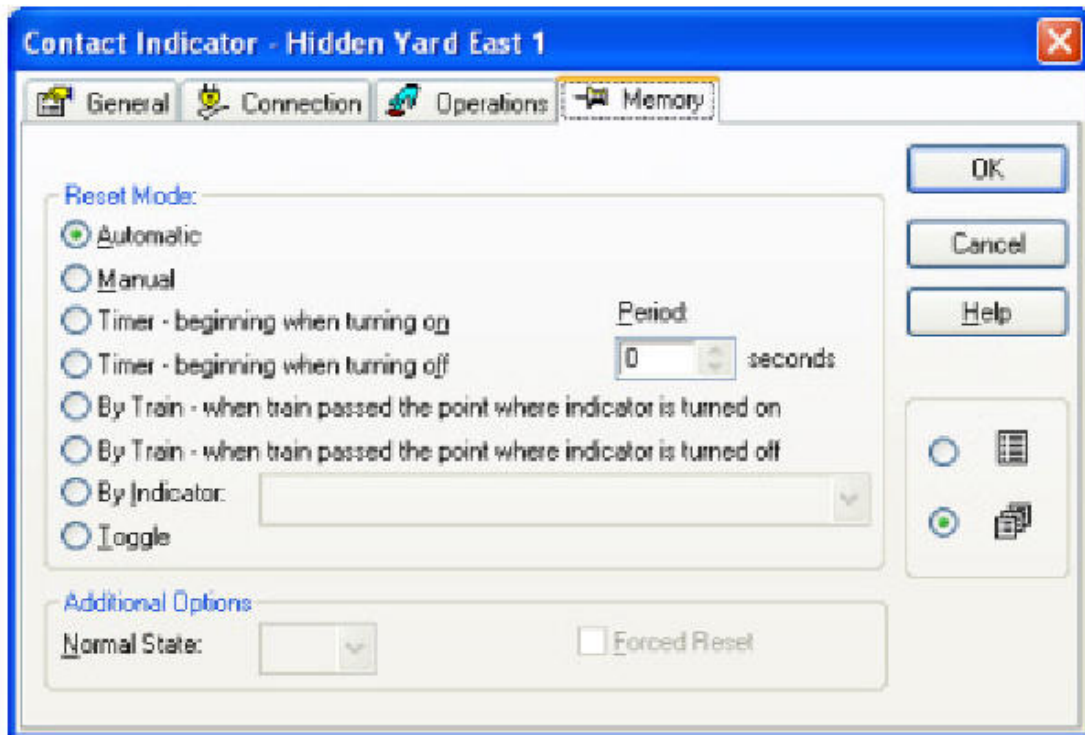 Contact Indicator - Hidden Yard East 1
General Connection Operations Memory
OK
Cancel
Help
Reset Mode:
Automatic
Manual
Timer - beginning when turning on
Timer - beginning when turning off
Period:
0 seconds
By Train - when train passed the point where indicator is turned on
By Train - when train passed the point where indicator is turned off
By Indicator:
Toggle
Additional Options
Normal State:
Forced Reset